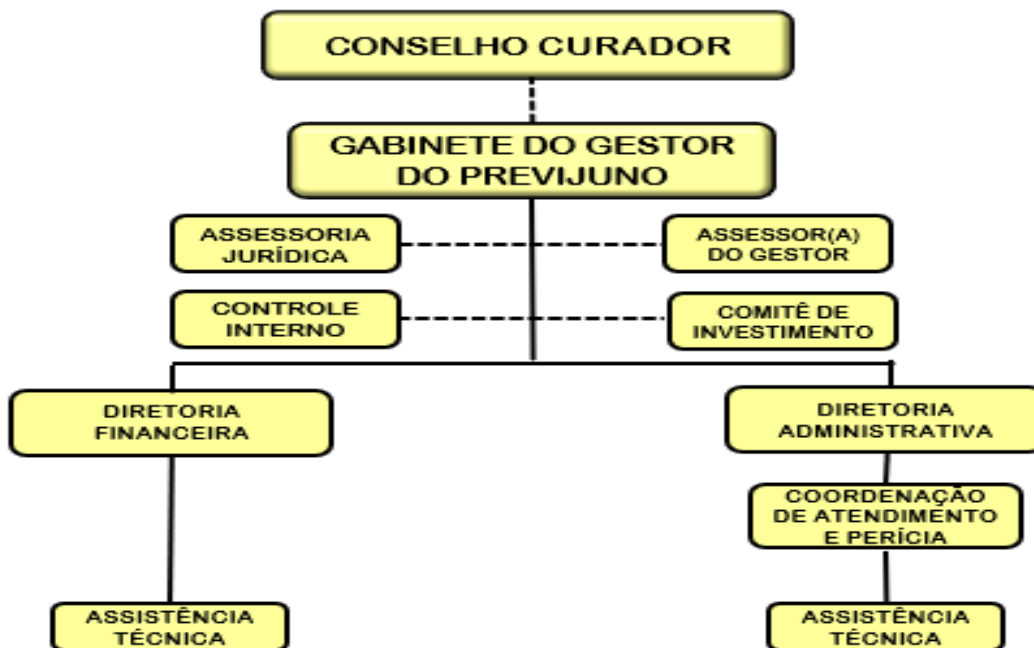 CONSELHO CURADOR
GABINETE DO GESTOR
DO PREVIJUNO
ASSESSORIA
JURÍDICA
ASSESSOR(A)
DO GESTOR
CONTROLE
INTERNO
COMITÊ DE
INVESTIMENTO
DIRETORIA
FINANCEIRA
DIRETORIA
ADMINISTRATIVA
COORDENAÇÃO
DE ATENDIMENTO
E PERÍCIA
ASSISTÊNCIA
TÉCNICA
ASSISTÊNCIA
TÉCNICA